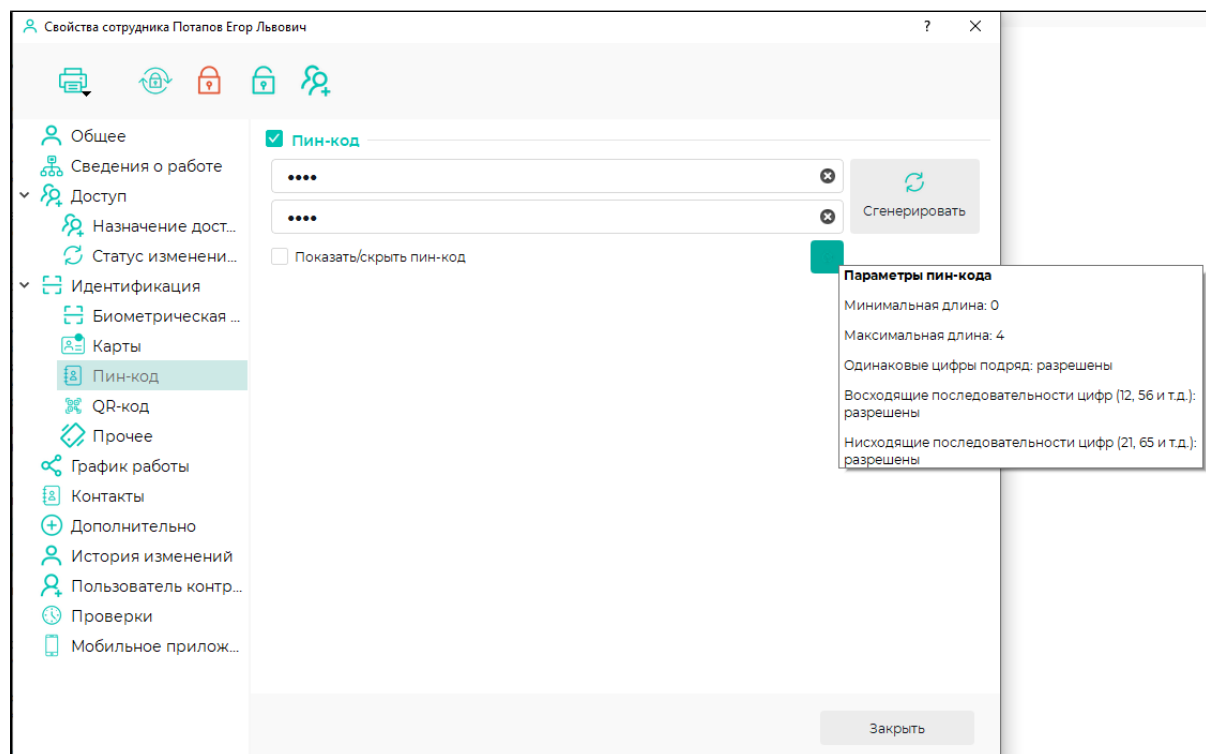 Свойства сотрудника Потапов Егор Львович
?
Общее
Сведения о работе
Доступ
Назначение дост...
Статус изменени...
Идентификация
Биометрическая ...
Карты
Пин-код
QR-код
Прочее
График работы
Контакты
Дополнительно
История изменений
Пользователь контр...
Проверки
Мобильное прилож...
Пин-код
••••
••••
Сгенерировать
Показать/скрыть пин-код
Параметры пин-кода
Минимальная длина: 0
Максимальная длина: 4
Одинаковые цифры подряд: разрешены
Восходящие последовательности цифр (12, 56 и т.д.):
разрешены
Нисходящие последовательности цифр (21, 65 и т.д.):
разрешены
Закрыть